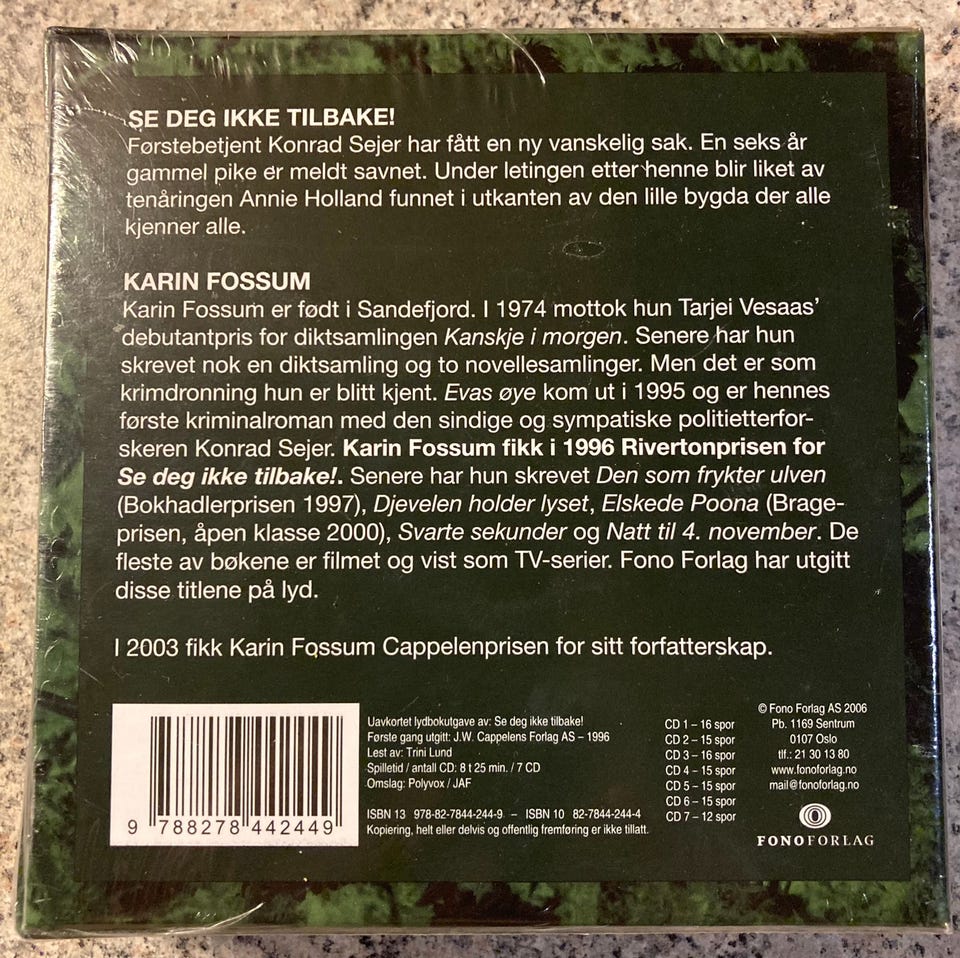 SE DEG IKKE TILBAKE!
Førstebetjent Konrad Sejer har fått en ny vanskelig sak. En seks år
gammel pike er meldt savnet. Under letingen etter henne blir liket av
tenåringen Annie Holland funnet i utkanten av den lille bygda der alle
kjenner alle.
KARIN FOSSUM
Karin Fossum er født i Sandefjord. I 1974 mottok hun Tarjei Vesaas'
debutantpris for diktsamlingen Kanskje i morgen. Senere har hun
skrevet nok en diktsamling og to novellesamlinger. Men det er som
krimdronning hun er blitt kjent. Evas øye kom ut i 1995 og er hennes
første kriminalroman med den sindige og sympatiske politietterfor-
skeren Konrad Sejer. Karin Fossum fikk i 1996 Rivertonprisen for
Se deg ikke tilbake!. Senere har hun skrevet Den som frykter ulven
(Bokhadlerprisen 1997), Djevelen holder lyset, Elskede Poona (Brage-
prisen, åpen klasse 2000), Svarte sekunder og Natt til 4. november. De
fleste av bøkene er filmet og vist som TV-serier. Fono Forlag har utgitt
disse titlene på lyd.
I 2003 fikk Karin Fossum Cappelenprisen for sitt forfatterskap.
9 788278 442449
Uavkortet lydbokutgave av: Se deg ikke tilbake!
Første gang utgitt: J.W. Cappelens Forlag AS – 1996
Lest av: Trini Lund
Spilletid / antall CD: 8 t 25 min. / 7 CD
Omslag: Polyvox / JAF
ISBN 13 978-82-7844-244-9 – ISBN 10 82-7844-244-4
Kopiering, helt eller delvis og offentlig fremføring er ikke tillatt.
CD 1 – 16 spor
CD 2 – 15 spor
CD 3 – 16 spor
CD 4 – 15 spor
CD 5 – 15 spor
CD 6 – 15 spor
CD 7 – 12 spor
© Fono Forlag AS 2006
Pb. 1169 Sentrum
0107 Oslo
tlf.: 21 30 13 80
www.fonoforlag.no
mail@fonoforlag.no
FONOFORLAG